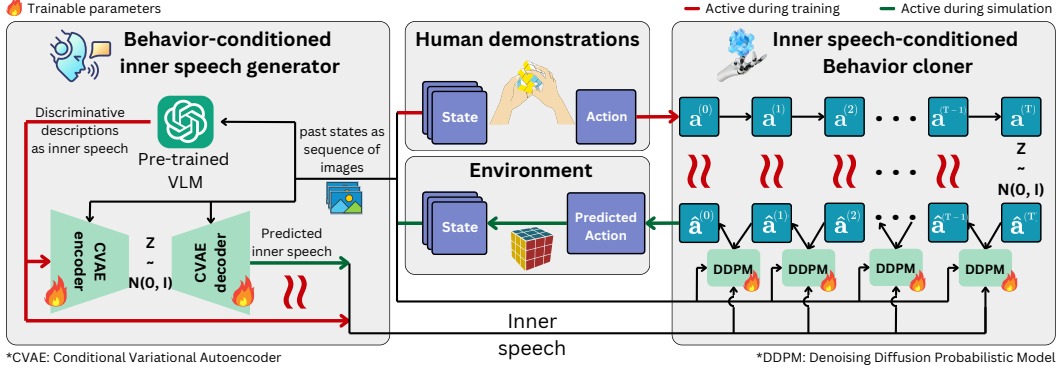 Trainable parameters
Active during training
Active during simulation
Behavior-conditioned
inner speech generator
Discriminative
descriptions
as inner speech
Pre-trained
VLM
past states as
sequence of
images
CVAE
encoder
Z
~
N(0, I)
CVAE
decoder
Predicted
inner speech
Human demonstrations
State
Action
Environment
State
Predicted
Action
Inner
speech
Inner speech-conditioned
Behavior cloner
a(0) a(1) a(2) • • • a(T-1) a(T)
Z
~
N(0, I)
â(0) â(1) â(2) • • • â(T-1) â(T)
DDPM DDPM DDPM DDPM
*CVAE: Conditional Variational Autoencoder
*DDPM: Denoising Diffusion Probabilistic Model